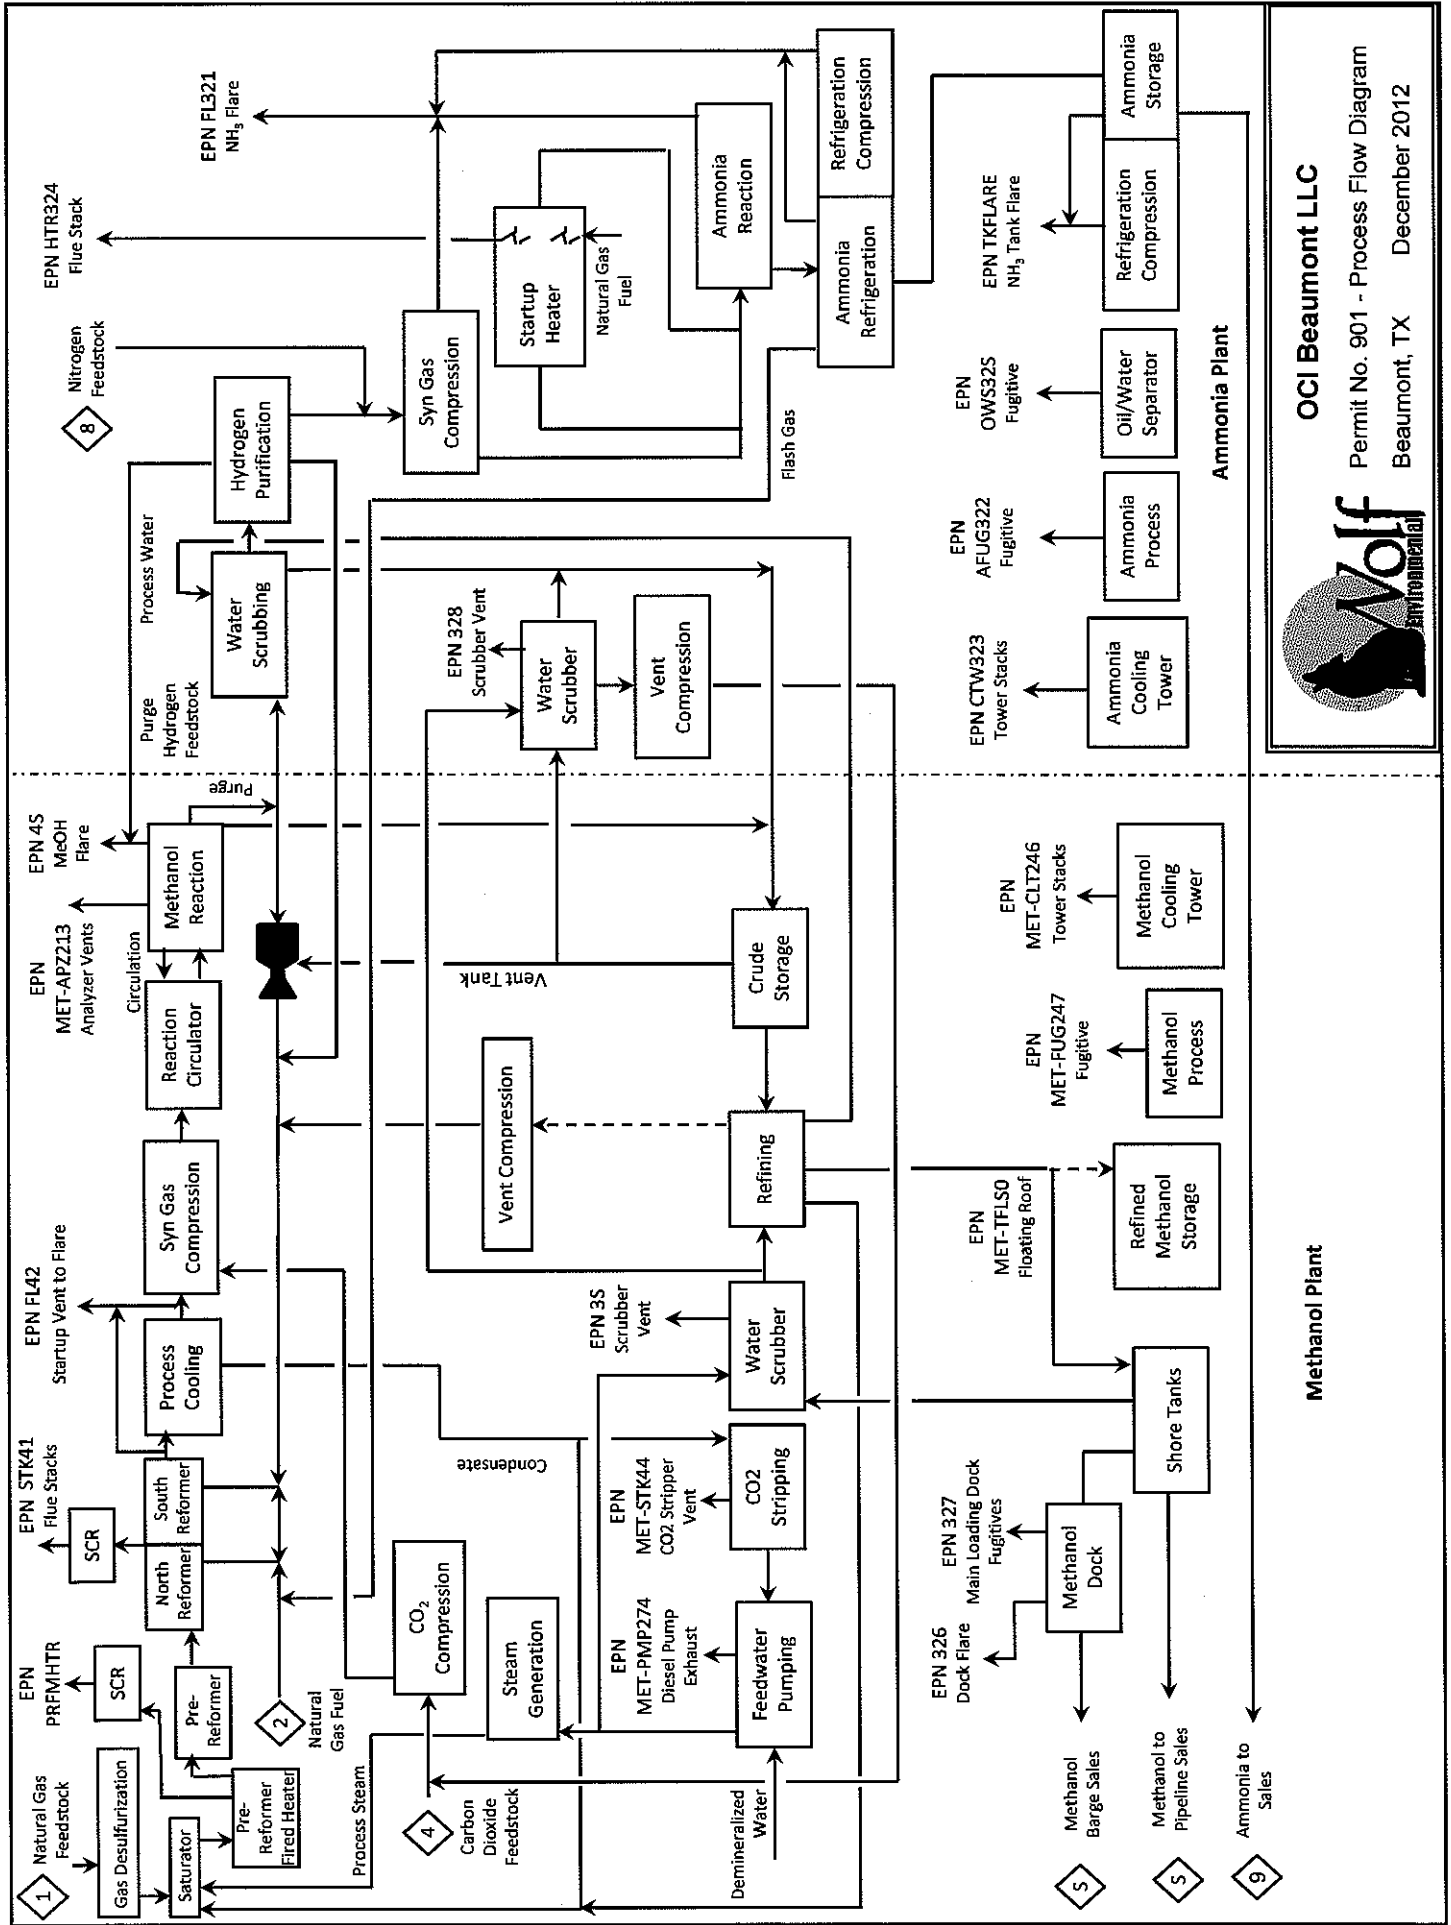 1
Natural Gas
Feedstock
Gas Desulfurization
Saturator
Pre-
Reformer
Fired Heater
EPN
PRFMHTR
SCR
Pre-
Reformer
2
Natural
Gas Fuel
EPN STK41
Flue Stacks
SCR
North
Reformer
South
Reformer
EPN FL42
Startup Vent to Flare
Process
Cooling
Syn Gas
Compression
Reaction
Circulator
Circulation
EPN
MET-APZ213
Analyzer Vents
EPN 4S
MeOH
Flare
Methanol
Reaction
Purge
Purge
Hydrogen
Feedstock
Process Water
Water
Scrubbing
Hydrogen
Purification
8
Nitrogen
Feedstock
Syn Gas
Compression
EPN HTR324
Flue Stack
Startup
Heater
Natural Gas
Fuel
EPN FL321
NH₃ Flare
Ammonia
Reaction
Ammonia
Refrigeration
Refrigeration
Compression
Flash Gas
EPN 328
Scrubber Vent
Water
Scrubber
Vent
Compression
Process Steam
4
Carbon
Dioxide
Feedstock
CO₂
Compression
Steam
Generation
Condensate
Vent Compression
Vent Tank
Demineralized
Water
EPN
MET-PMP274
Diesel Pump
Exhaust
Feedwater
Pumping
EPN
MET-STK44
CO2 Stripper
Vent
CO2
Stripping
EPN 3S
Scrubber
Vent
Water
Scrubber
Refining
Crude
Storage
S
Methanol
Barge Sales
S
Methanol to
Pipeline Sales
9
Ammonia to
Sales
EPN 326
Dock Flare
EPN 327
Main Loading Dock
Fugitives
Methanol
Dock
Shore Tanks
EPN
MET-TFLS0
Floating Roof
Refined
Methanol
Storage
EPN
MET-FUG247
Fugitive
Methanol
Process
EPN
MET-CLT246
Tower Stacks
Methanol
Cooling
Tower
Methanol Plant
EPN CTW323
Tower Stacks
Ammonia
Cooling
Tower
EPN
AFUG322
Fugitive
Ammonia
Process
EPN
OWS32S
Fugitive
Oil/Water
Separator
EPN TKFLARE
NH₃ Tank Flare
Refrigeration
Compression
Ammonia
Storage
Ammonia Plant
Wolf
Environmental
OCI Beaumont LLC
Permit No. 901 - Process Flow Diagram
Beaumont, TX December 2012